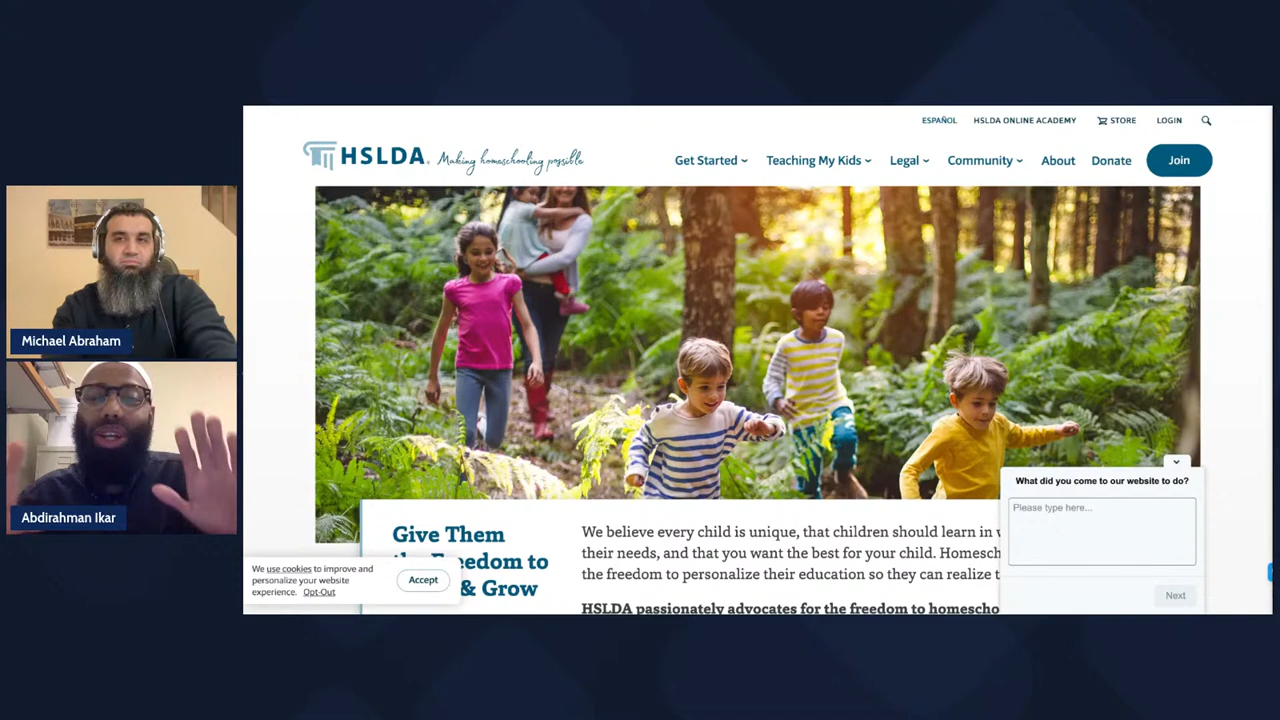 ESPAÑOL HSLDA ONLINE ACADEMY STORE LOGIN
HSLDA Making homeschooling possible
Get Started Teaching My Kids Legal Community About Donate Join
Michael Abraham
Abdirahman Ikar
What did you come to our website to do?
Please type here...
Next
Give Them
the Freedom to
& Grow
We believe every child is unique, that children should learn in
their needs, and that you want the best for your child. Homesch
the freedom to personalize their education so they can realize
HSLDA passionately advocates for the freedom to homescho
We use cookies to improve and
personalize your website
experience. Opt-Out
Accept